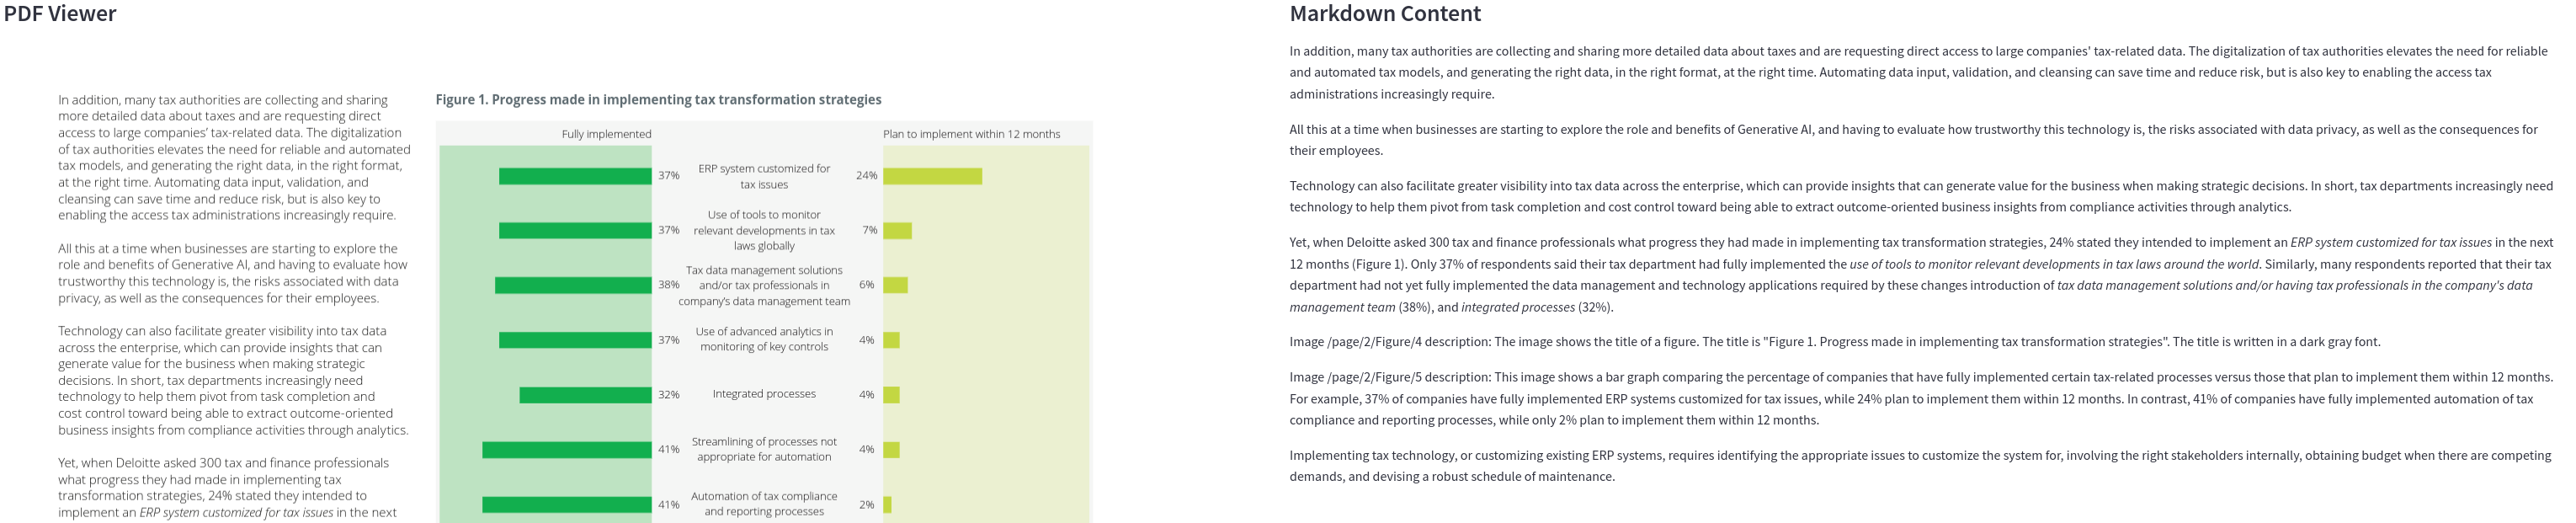 PDF Viewer
In addition, many tax authorities are collecting and sharing
more detailed data about taxes and are requesting direct
access to large companies’ tax-related data. The digitalization
of tax authorities elevates the need for reliable and automated
tax models, and generating the right data, in the right format,
at the right time. Automating data input, validation, and
cleansing can save time and reduce risk, but is also key to
enabling the access tax administrations increasingly require.
All this at a time when businesses are starting to explore the
role and benefits of Generative AI, and having to evaluate how
trustworthy this technology is, the risks associated with data
privacy, as well as the consequences for their employees.
Technology can also facilitate greater visibility into tax data
across the enterprise, which can provide insights that can
generate value for the business when making strategic
decisions. In short, tax departments increasingly need
technology to help them pivot from task completion and
cost control toward being able to extract outcome-oriented
business insights from compliance activities through analytics.
Yet, when Deloitte asked 300 tax and finance professionals
what progress they had made in implementing tax
transformation strategies, 24% stated they intended to
implement an ERP system customized for tax issues in the next
Figure 1. Progress made in implementing tax transformation strategies
Fully implemented
Plan to implement within 12 months
37%
ERP system customized for
tax issues
24%
37%
Use of tools to monitor
relevant developments in tax
laws globally
7%
38%
Tax data management solutions
and/or tax professionals in
company’s data management team
6%
37%
Use of advanced analytics in
monitoring of key controls
4%
32%
Integrated processes
4%
41%
Streamlining of processes not
appropriate for automation
4%
41%
Automation of tax compliance
and reporting processes
2%
Markdown Content
In addition, many tax authorities are collecting and sharing more detailed data about taxes and are requesting direct access to large companies' tax-related data. The digitalization of tax authorities elevates the need for reliable
and automated tax models, and generating the right data, in the right format, at the right time. Automating data input, validation, and cleansing can save time and reduce risk, but is also key to enabling the access tax
administrations increasingly require.
All this at a time when businesses are starting to explore the role and benefits of Generative AI, and having to evaluate how trustworthy this technology is, the risks associated with data privacy, as well as the consequences for
their employees.
Technology can also facilitate greater visibility into tax data across the enterprise, which can provide insights that can generate value for the business when making strategic decisions. In short, tax departments increasingly need
technology to help them pivot from task completion and cost control toward being able to extract outcome-oriented business insights from compliance activities through analytics.
Yet, when Deloitte asked 300 tax and finance professionals what progress they had made in implementing tax transformation strategies, 24% stated they intended to implement an ERP system customized for tax issues in the next
12 months (Figure 1). Only 37% of respondents said their tax department had fully implemented the use of tools to monitor relevant developments in tax laws around the world. Similarly, many respondents reported that their tax
department had not yet fully implemented the data management and technology applications required by these changes introduction of tax data management solutions and/or having tax professionals in the company's data
management team (38%), and integrated processes (32%).
Image /page/2/Figure/4 description: The image shows the title of a figure. The title is "Figure 1. Progress made in implementing tax transformation strategies". The title is written in a dark gray font.
Image /page/2/Figure/5 description: This image shows a bar graph comparing the percentage of companies that have fully implemented certain tax-related processes versus those that plan to implement them within 12 months.
For example, 37% of companies have fully implemented ERP systems customized for tax issues, while 24% plan to implement them within 12 months. In contrast, 41% of companies have fully implemented automation of tax
compliance and reporting processes, while only 2% plan to implement them within 12 months.
Implementing tax technology, or customizing existing ERP systems, requires identifying the appropriate issues to customize the system for, involving the right stakeholders internally, obtaining budget when there are competing
demands, and devising a robust schedule of maintenance.